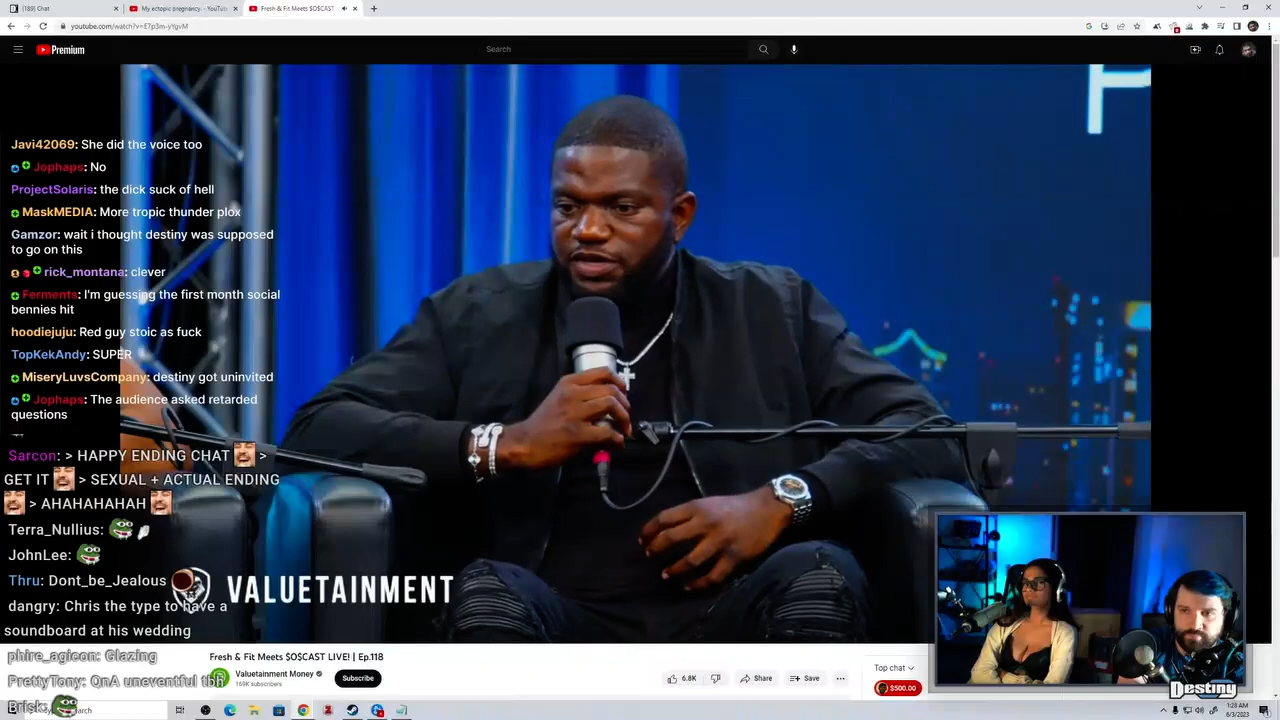 (189) Chat
My ectopic pregnancy. - YouTube
Fresh & Fit Meets $O$CAST LIVE!
youtube.com/watch?v=E7p3m-yYgvM
Premium
Search
P
Javi42069: She did the voice too
Jophaps: No
ProjectSolaris: the dick suck of hell
MaskMEDIA: More tropic thunder plox
Gamzor: wait i thought destiny was supposed
to go on this
rick_montana: clever
Ferments: I'm guessing the first month social
bennies hit
hoodiejuju: Red guy stoic as fuck
TopKekAndy: SUPER
MiseryLuvsCompany: destiny got uninvited
Jophaps: The audience asked retarded
questions
Sarcon: > HAPPY ENDING CHAT >
GET IT > SEXUAL + ACTUAL ENDING
> AHAHAHAHAH
Terra_Nullius:
JohnLee:
Thru: Dont_be_Jealous
dangry: Chris the type to have a
soundboard at his wedding
phire_agicon: Glazing
PrettyTony: QnA uneventful tbh
Brisk:
VALUETAINMENT
Fresh & Fit Meets $O$CAST LIVE! | Ep.118
Valuetainment Money
169K subscribers
Subscribe
6.8K
Share
Save
Top chat
$500.00
Destiny
1:28 AM
6/3/2023